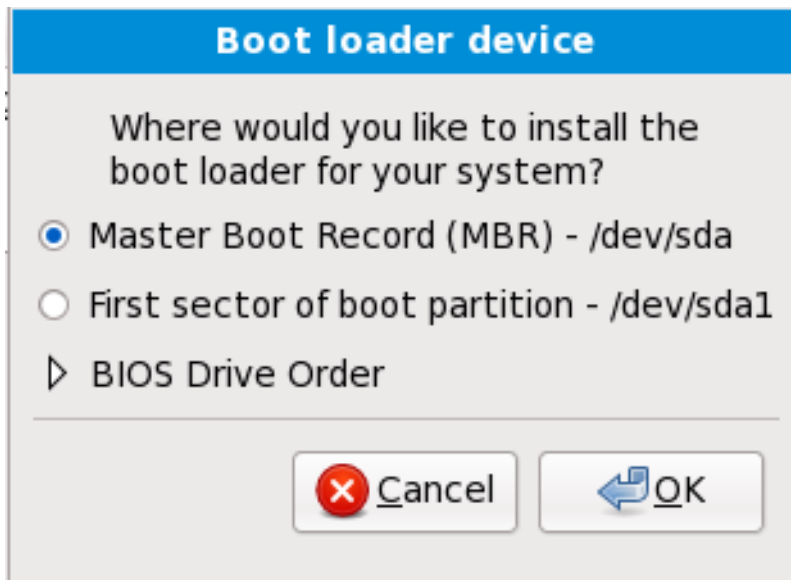 Boot loader device
Where would you like to install the
boot loader for your system?
Master Boot Record (MBR) - /dev/sda
First sector of boot partition - /dev/sda1
BIOS Drive Order
Cancel
OK